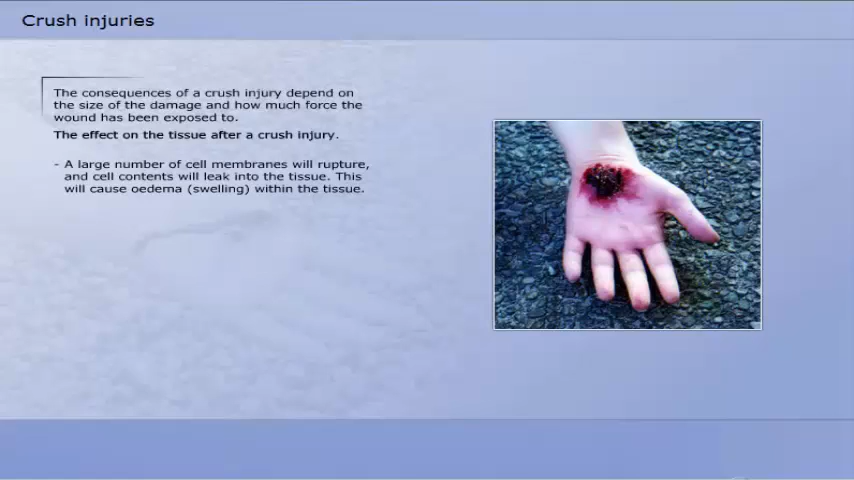 Crush injuries
The consequences of a crush injury depend on
the size of the damage and how much force the
wound has been exposed to.
The effect on the tissue after a crush injury.
- A large number of cell membranes will rupture,
and cell contents will leak into the tissue. This
will cause oedema (swelling) within the tissue.